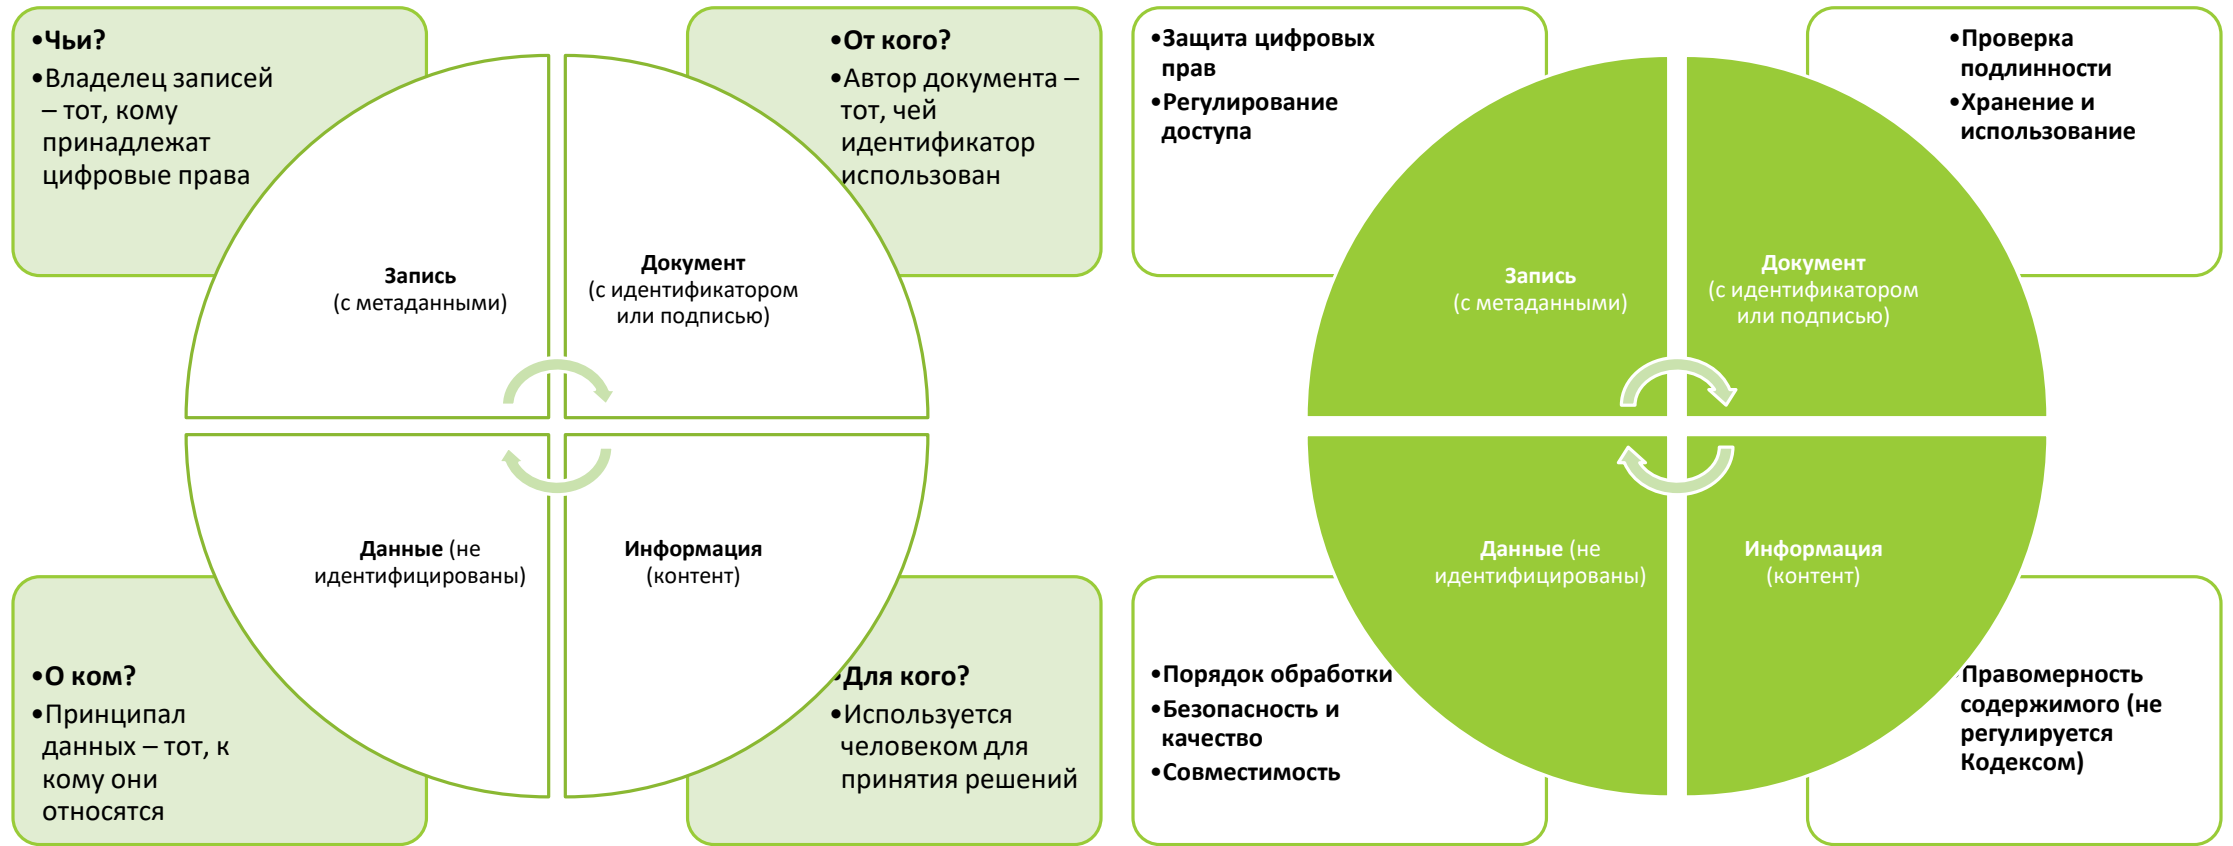 •Чьи?
•Владелец записей
– тот, кому
принадлежат
цифровые права
•От кого?
•Автор документа –
тот, чей
идентификатор
использован
Запись
(с метаданными)
Документ
(с идентификатором
или подписью)
Данные (не
идентифицированы)
Информация
(контент)
•О ком?
•Принципал
данных – тот, к
кому они
относятся
•Для кого?
•Используется
человеком для
принятия решений
•Защита цифровых
прав
•Регулирование
доступа
•Проверка
подлинности
•Хранение и
использование
Запись
(с метаданными)
Документ
(с идентификатором
или подписью)
Данные (не
идентифицированы)
Информация
(контент)
•Порядок обработки
•Безопасность и
качество
•Совместимость
•Правомерность
содержимого (не
регулируется
Кодексом)